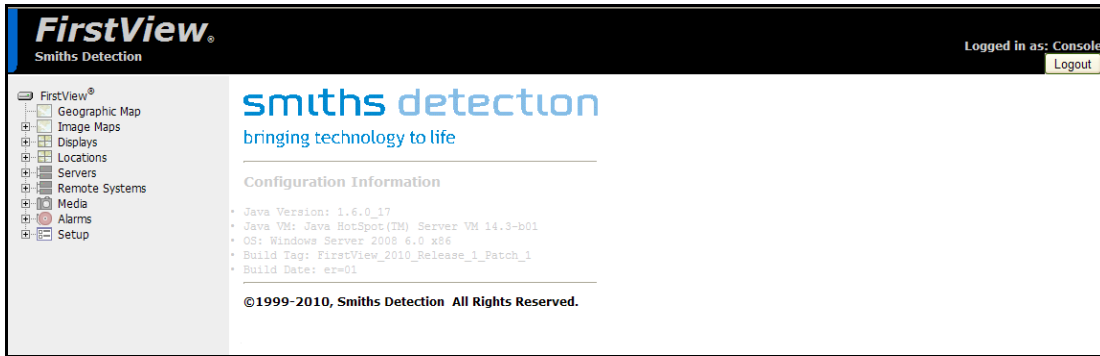 FirstView®
Smiths Detection
Logged in as: Console
Logout
FirstView®
Geographic Map
Image Maps
Displays
Locations
Servers
Remote Systems
Media
Alarms
Setup
smiths detection
bringing technology to life
Configuration Information
• Java Version: 1.6.0_17
• Java VM: Java HotSpot(TM) Server VM 14.3-b01
• OS: Windows Server 2008 6.0 x86
• Build Tag: FirstView_2010_Release_1_Patch_1
• Build Date: er=01
©1999-2010, Smiths Detection All Rights Reserved.